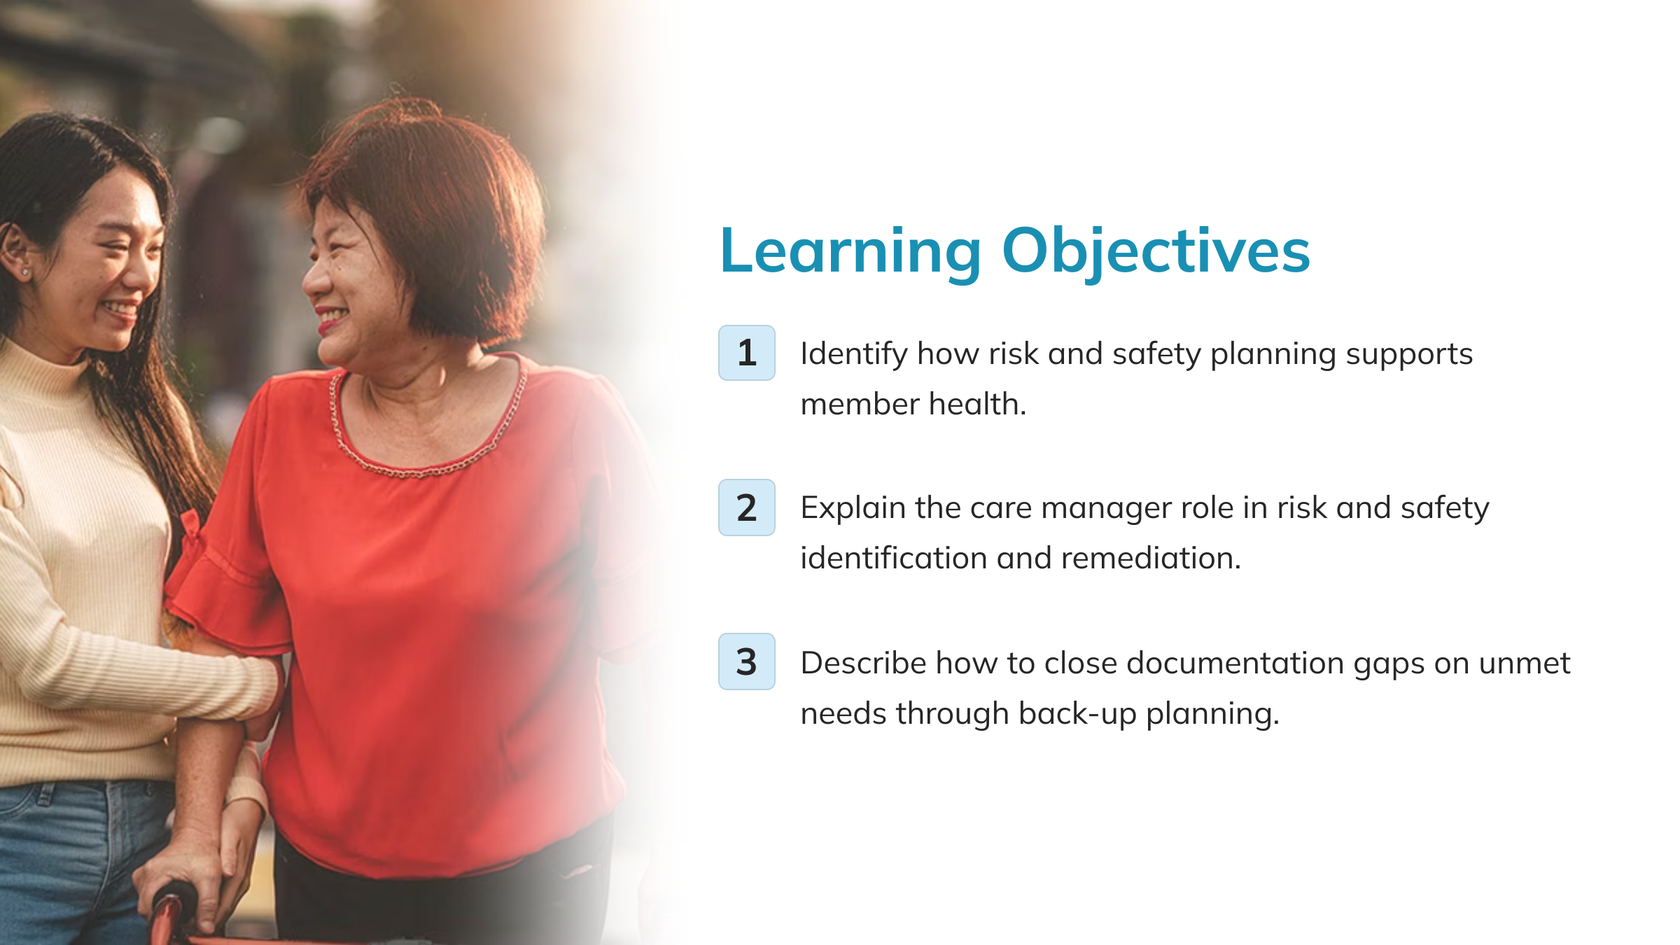 Learning Objectives
1 Identify how risk and safety planning supports
member health.
2 Explain the care manager role in risk and safety
identification and remediation.
3 Describe how to close documentation gaps on unmet
needs through back-up planning.